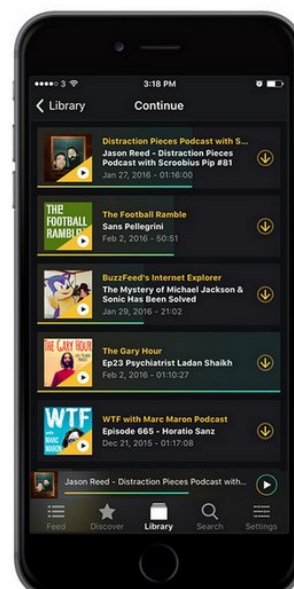 3
3:18 PM
Library
Continue
Distraction Pieces Podcast with S...
Jason Reed - Distraction Pieces
Podcast with Scroobius Pip #81
Jan 27, 2016 - 01:16:00
THE
FOOTBALL
RAMBLE
The Football Ramble
Sans Pellegrini
Feb 2, 2016 - 50:51
BuzzFeed's Internet Explorer
The Mystery of Michael Jackson &
Sonic Has Been Solved
Jan 29, 2016 - 21:02
THE GARY HOUR
The Gary Hour
Ep23 Psychiatrist Ladan Shaikh
Feb 2, 2016 - 01:10:27
WTF
WITH
MARC
MARON
WTF with Marc Maron Podcast
Episode 665 - Horatio Sanz
Dec 21, 2015 - 01:17:08
Jason Reed - Distraction Pieces Podcast with...
Feed
Discover
Library
Search
Settings